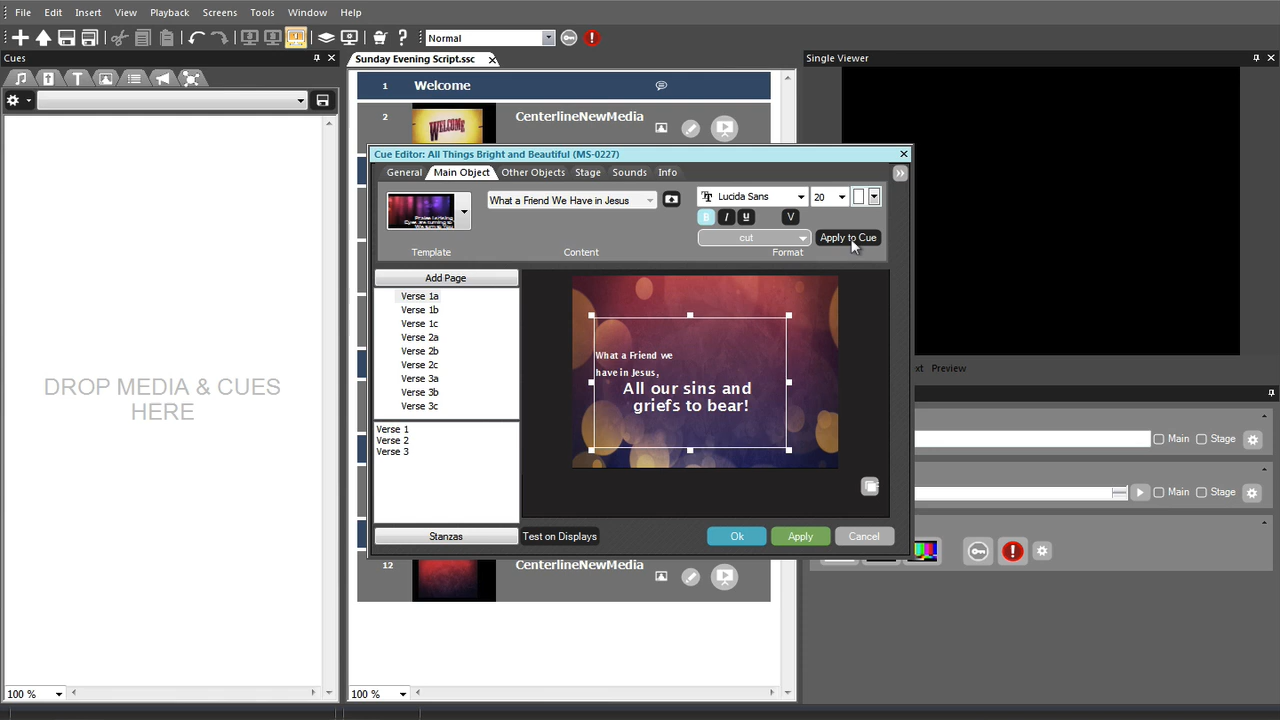 File Edit View Insert Playback Screens Tools Window Help
Normal
Cues
Sunday Evening Script.ssc
Single Viewer
1 Welcome
2 CenterlineNewMedia
WELCOME
Cue Editor: All Things Bright and Beautiful (MS-0227)
General Main Object Other Objects Stage Sounds Info
What a Friend We Have in Jesus
Lucida Sans 20
B I U V
cut Apply to Cue
Template Content Format
Add Page
Verse 1a
Verse 1b
Verse 1c
Verse 2a
Verse 2b
Verse 2c
Verse 3a
Verse 3b
Verse 3c
Verse 1
Verse 2
Verse 3
Stanzas
What a Friend we
have in Jesus,
All our sins and
griefs to bear!
Test on Displays Ok Apply Cancel
DROP MEDIA & CUES
HERE
Preview
Main Stage
Main Stage
12 CenterlineNewMedia
100 %
100 %